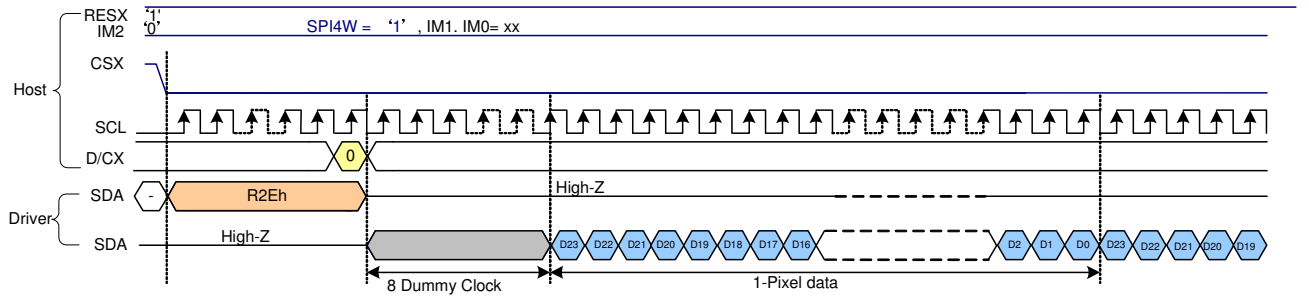 RESX '1'
IM2 '0'
SPI4W = '1' , IM1. IM0= xx
CSX
Host
SCL
D/CX 0
SDA - R2Eh High-Z
Driver
SDA High-Z D23 D22 D21 D20 D19 D18 D17 D16 D2 D1 D0 D23 D22 D21 D20 D19
8 Dummy Clock 1-Pixel data